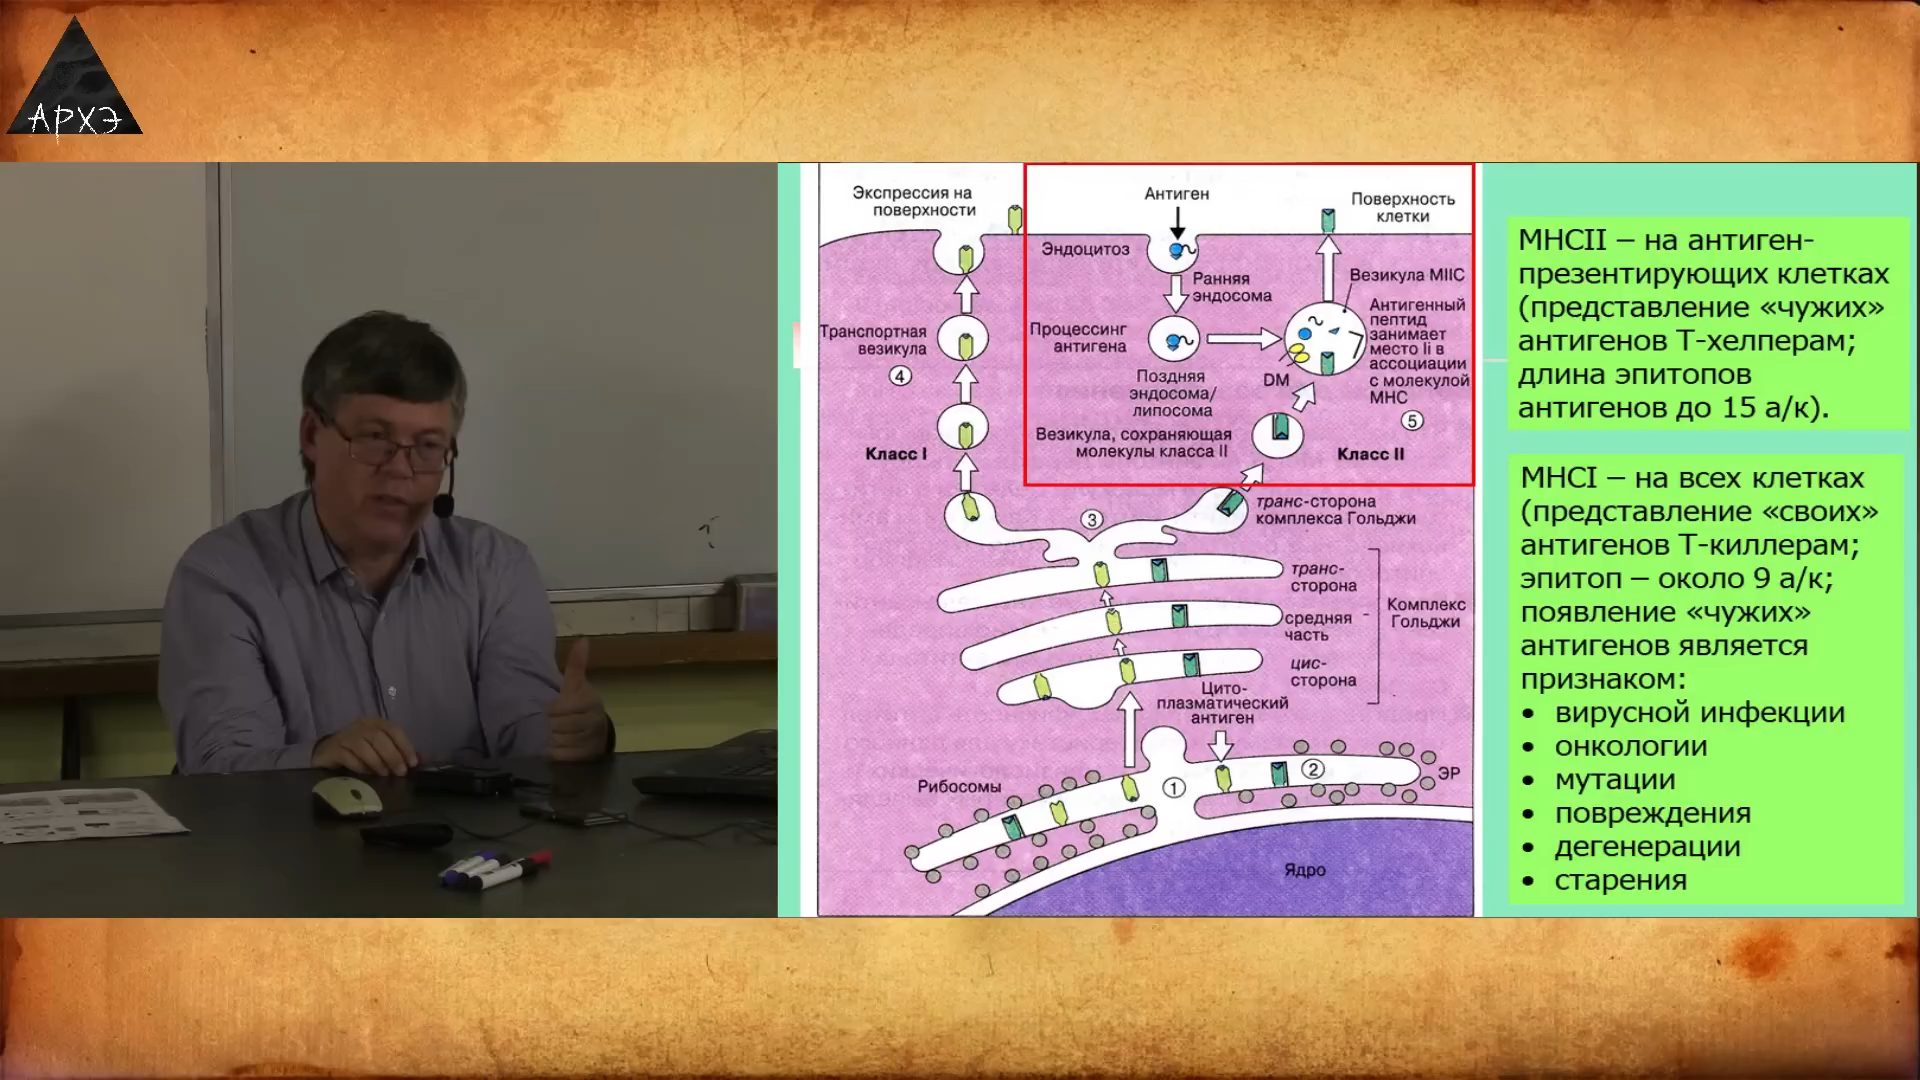 АРХЭ
Экспрессия на
поверхности
Антиген
Поверхность
клетки
Эндоцитоз
Ранняя
эндосома
Везикула MIIC
Транспортная
везикула
4
Процессинг
антигена
Антигенный
пептид
занимает
место Ii в
ассоциации
с молекулой
МНС
5
DM
Поздняя
эндосома/
липосома
Везикула, сохраняющая
молекулы класса II
Класс I
Класс II
транс-сторона
комплекса Гольджи
3
транс-
сторона
средняя
часть
цис-
сторона
Комплекс
Гольджи
Цито-
плазматический
антиген
Рибосомы
1
2
ЭР
Ядро
MHCII – на антиген-
презентирующих клетках
(представление «чужих»
антигенов Т-хелперам;
длина эпитопов
антигенов до 15 а/к).
MHCI – на всех клетках
(представление «своих»
антигенов Т-киллерам;
эпитоп – около 9 а/к;
появление «чужих»
антигенов является
признаком:
• вирусной инфекции
• онкологии
• мутации
• повреждения
• дегенерации
• старения